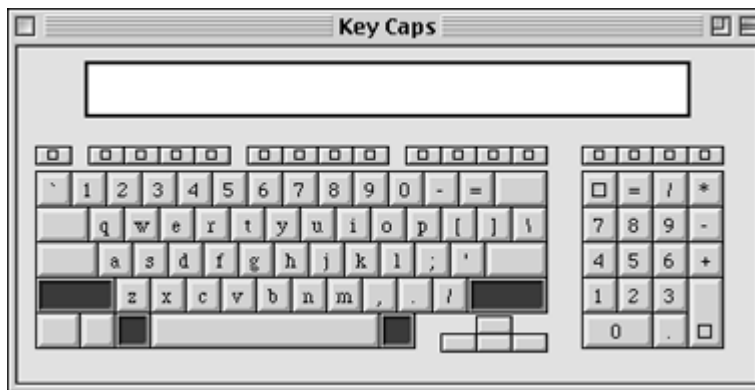 Key Caps
` 1 2 3 4 5 6 7 8 9 0 - = = / *
q w e r t y u i o p [ ] \ 7 8 9 -
a s d f g h j k l ; ' 4 5 6 +
z x c v b n m , . / 1 2 3
0 .